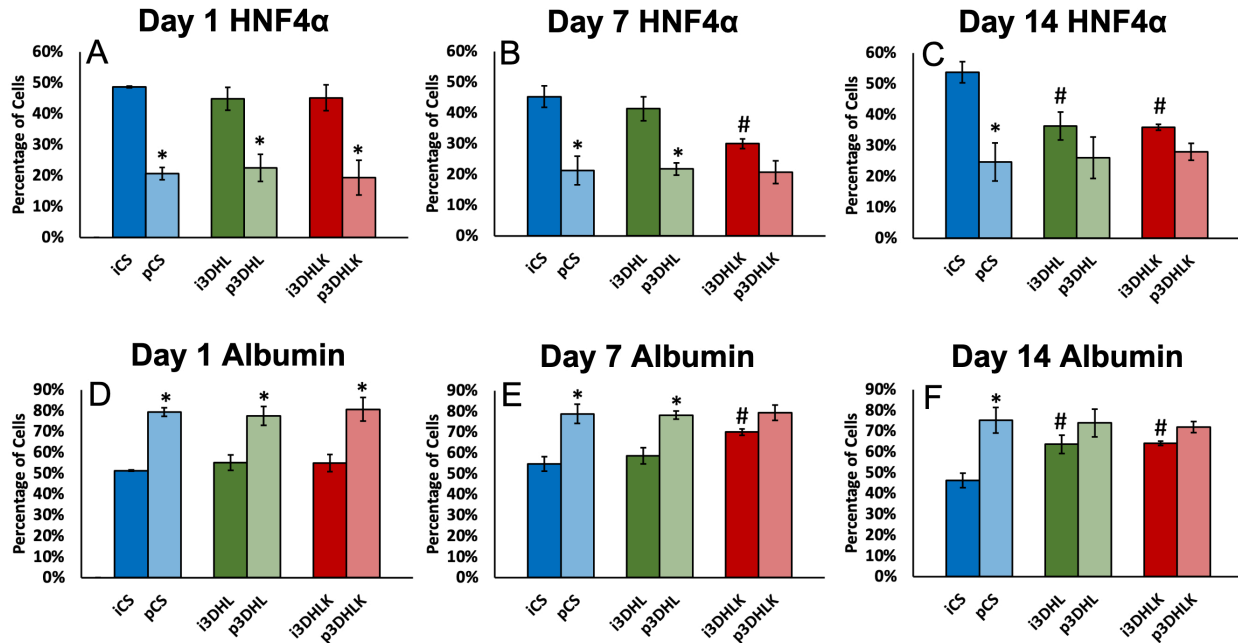 Day 1 HNF4α
A
Percentage of Cells
60%
50%
40%
30%
20%
10%
0%
*
*
*
iCS
pCS
i3DHL
p3DHL
i3DHLK
p3DHLK
Day 7 HNF4α
B
Percentage of Cells
60%
50%
40%
30%
20%
10%
0%
*
*
#
iCS
pCS
i3DHL
p3DHL
i3DHLK
p3DHLK
Day 14 HNF4α
C
Percentage of Cells
60%
50%
40%
30%
20%
10%
0%
*
#
#
iCS
pCS
i3DHL
p3DHL
i3DHLK
p3DHLK
Day 1 Albumin
D
Percentage of Cells
90%
80%
70%
60%
50%
40%
30%
20%
10%
0%
*
*
*
iCS
pCS
i3DHL
p3DHL
i3DHLK
p3DHLK
Day 7 Albumin
E
Percentage of Cells
90%
80%
70%
60%
50%
40%
30%
20%
10%
0%
*
*
#
iCS
pCS
i3DHL
p3DHL
i3DHLK
p3DHLK
Day 14 Albumin
F
Percentage of Cells
90%
80%
70%
60%
50%
40%
30%
20%
10%
0%
*
#
#
iCS
pCS
i3DHL
p3DHL
i3DHLK
p3DHLK